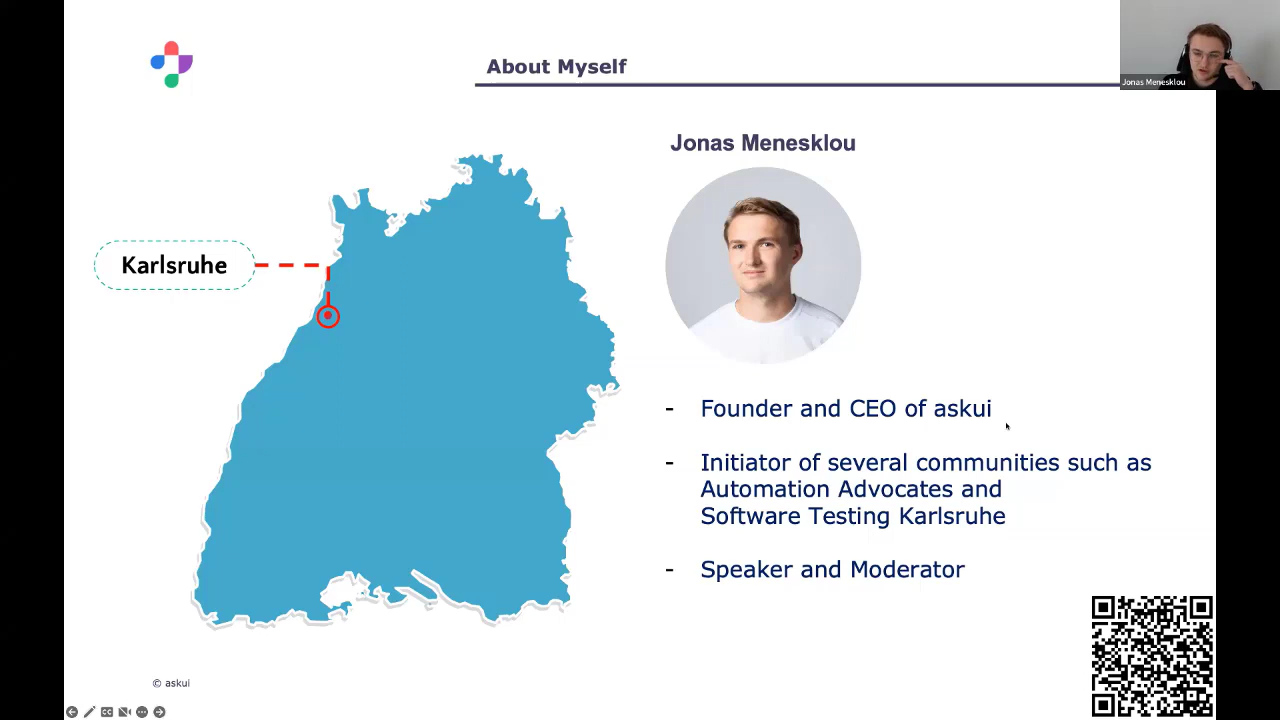 About Myself
Jonas Menesklou
Jonas Menesklou
Karlsruhe
- Founder and CEO of askui
- Initiator of several communities such as
Automation Advocates and
Software Testing Karlsruhe
- Speaker and Moderator
© askui
CC